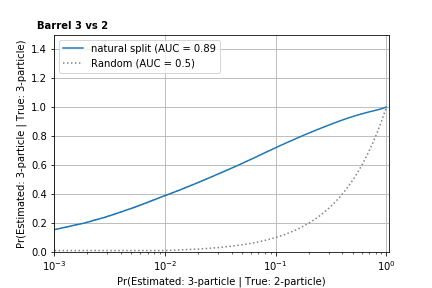 Barrel 3 vs 2
natural split (AUC = 0.89
Random (AUC = 0.5)
Pr(Estimated: 3-particle | True: 3-particle)
1.4
1.2
1.0
0.8
0.6
0.4
0.2
0.0
10⁻³
10⁻²
10⁻¹
10⁰
Pr(Estimated: 3-particle | True: 2-particle)